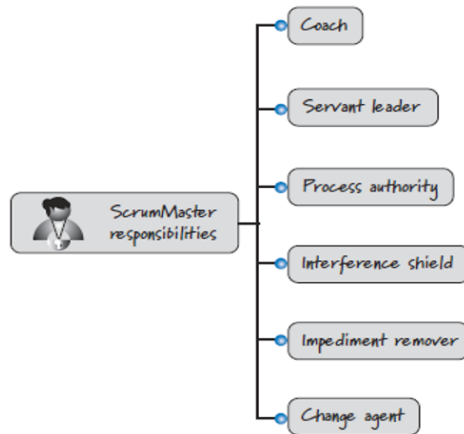 Coach
Servant leader
Process authority
ScrumMaster
responsibilities
Interference shield
Impediment remover
Change agent